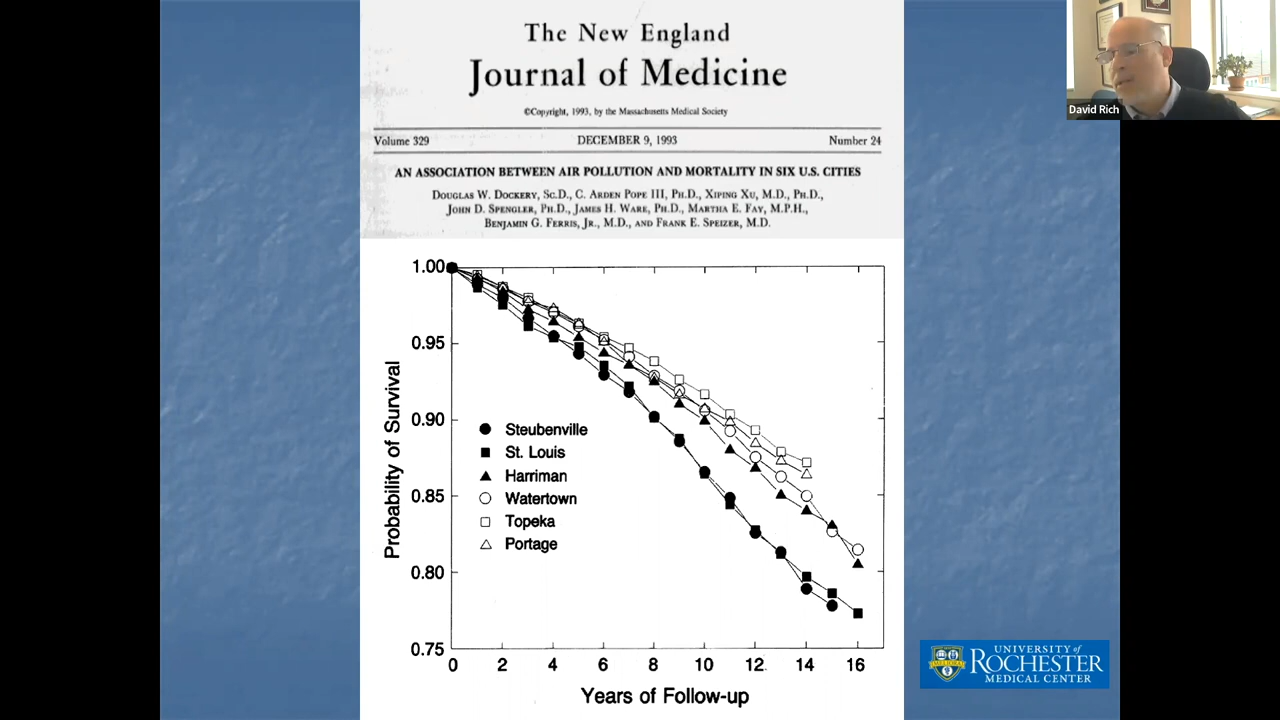 The New England
Journal of Medicine
©Copyright, 1993, by the Massachusetts Medical Society
Volume 329 DECEMBER 9, 1993 Number 24
AN ASSOCIATION BETWEEN AIR POLLUTION AND MORTALITY IN SIX U.S. CITIES
DOUGLAS W. DOCKERY, SC.D., C. ARDEN POPE III, PH.D., XIPING XU, M.D., PH.D.,
JOHN D. SPENGLER, PH.D., JAMES H. WARE, PH.D., MARTHA E. FAY, M.P.H.,
BENJAMIN G. FERRIS, JR., M.D., AND FRANK E. SPEIZER, M.D.
David Rich
1.00
0.95
0.90
0.85
0.80
0.75
Probability of Survival
Steubenville
St. Louis
Harriman
Watertown
Topeka
Portage
0 2 4 6 8 10 12 14 16
Years of Follow-up
UNIVERSITY of
ROCHESTER
MEDICAL CENTER